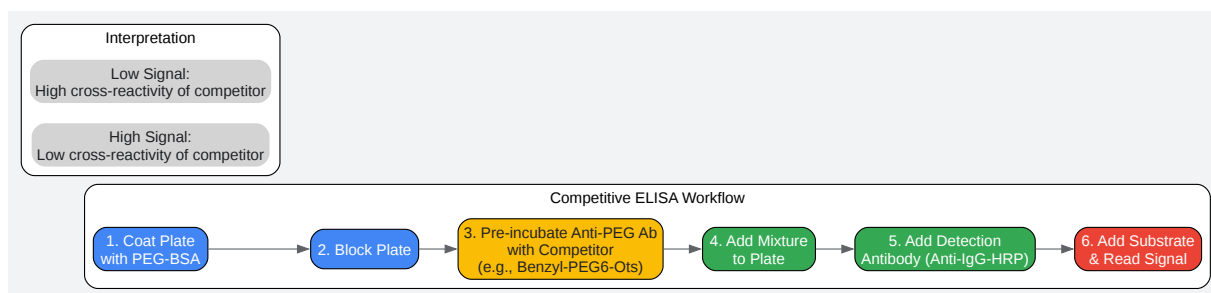 Interpretation
Low Signal:
High cross-reactivity of competitor
High Signal:
Low cross-reactivity of competitor
Competitive ELISA Workflow
1. Coat Plate
with PEG-BSA
2. Block Plate
3. Pre-incubate Anti-PEG Ab
with Competitor
(e.g., Benzyl-PEG6-Ots)
4. Add Mixture
to Plate
5. Add Detection
Antibody (Anti-IgG-HRP)
6. Add Substrate
& Read Signal